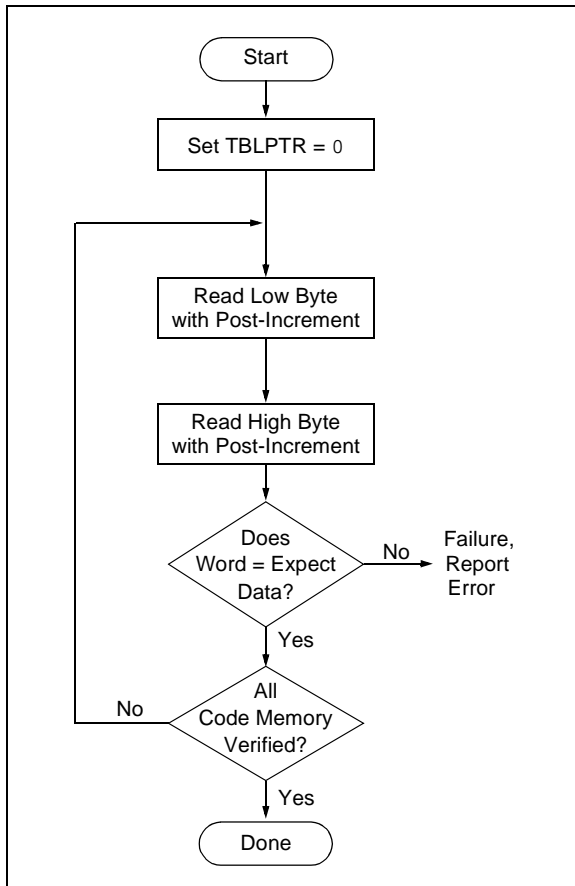 Start
Set TBLPTR = 0
Read Low Byte
with Post-Increment
Read High Byte
with Post-Increment
Does
Word = Expect
Data?
No
Failure,
Report
Error
Yes
All
Code Memory
Verified?
No
Yes
Done